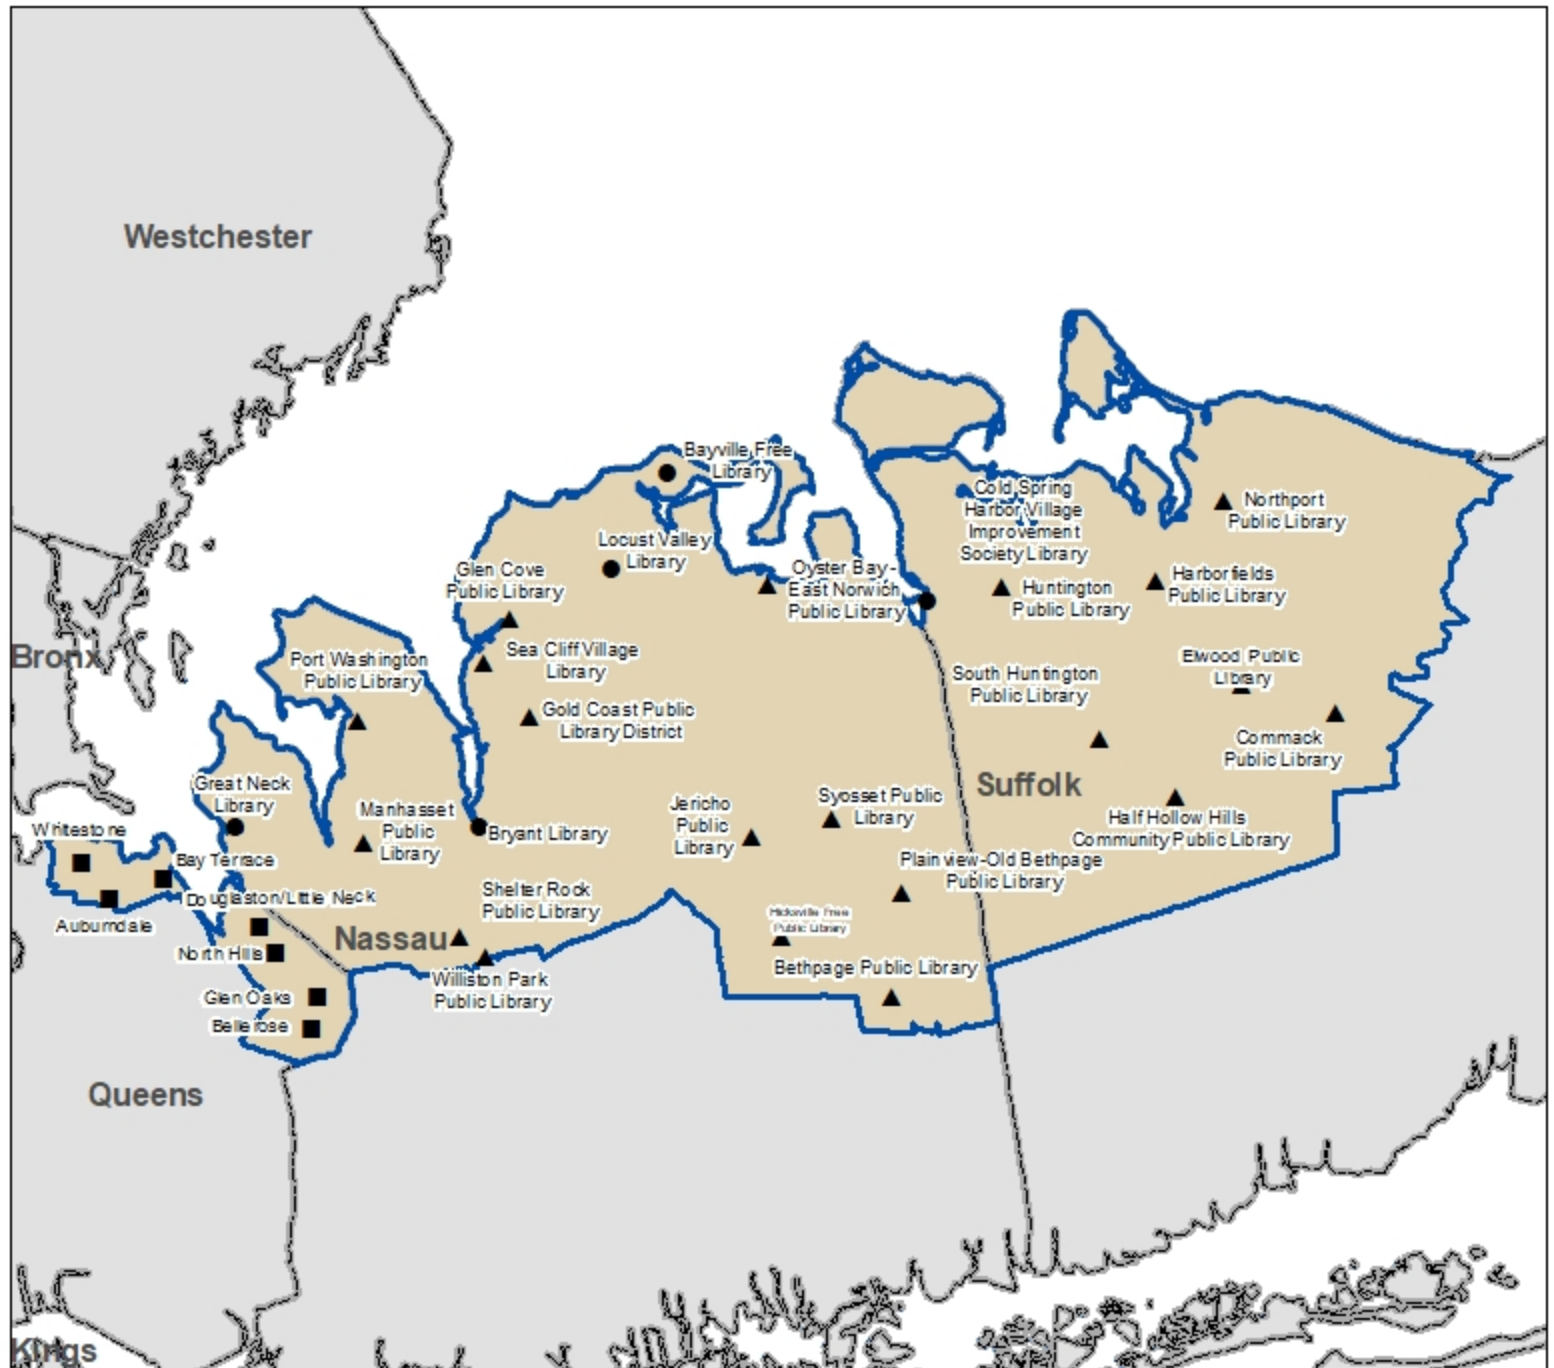 Westchester
Bayville Free
Library
Cold Spring
Harbor Village
Improvement
Society Library
Northport
Public Library
Locust Valley
Library
Glen Cove
Public Library
Oyster Bay-
East Norwich
Public Library
Huntington
Public Library
Harborfields
Public Library
Bronx
Port Washington
Public Library
Sea Cliff Village
Library
South Huntington
Public Library
Elwood Public
Library
Gold Coast Public
Library District
Commack
Public Library
Suffolk
Great Neck
Library
Manhasset
Public
Library
Jericho
Public
Library
Syosset Public
Library
Half Hollow Hills
Community Public Library
Whitestone
Bryant Library
Bay Terrace
Plainview-Old Bethpage
Public Library
Douglaston/Little Neck
Shelter Rock
Public Library
Auburndale
Hicksville Free
Public Library
Nassau
North Hills
Bethpage Public Library
Williston Park
Public Library
Glen Oaks
Bellerose
Queens
Kings